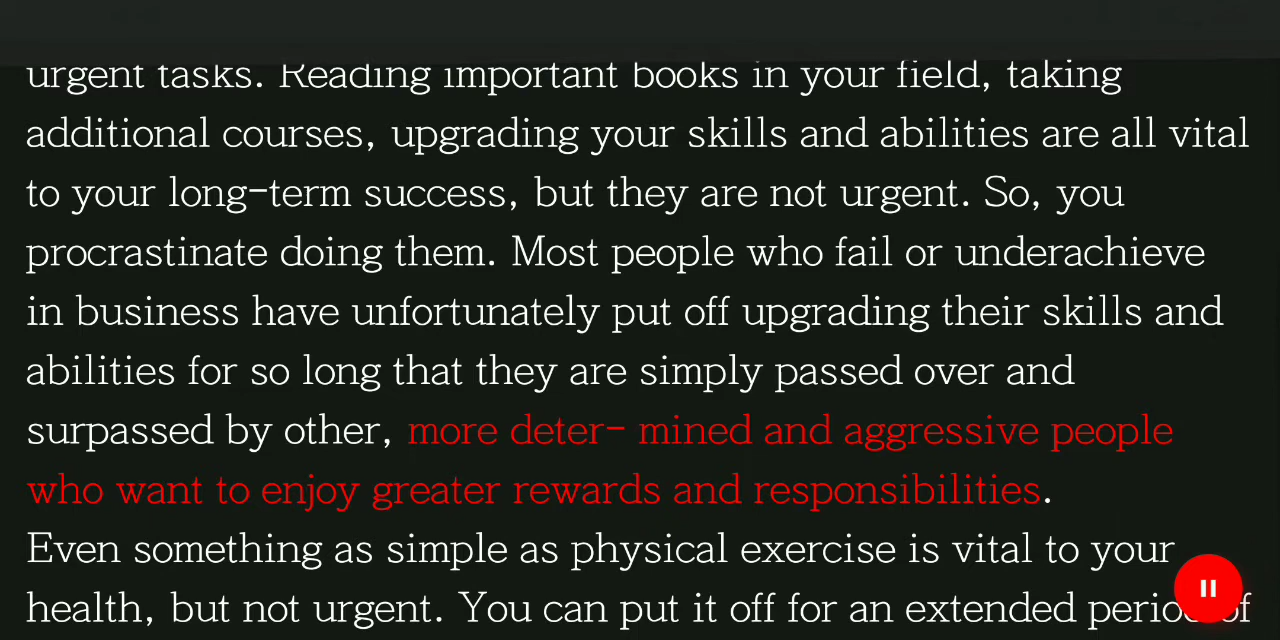 urgent tasks. Reading important books in your field, taking
additional courses, upgrading your skills and abilities are all vital
to your long-term success, but they are not urgent. So, you
procrastinate doing them. Most people who fail or underachieve
in business have unfortunately put off upgrading their skills and
abilities for so long that they are simply passed over and
surpassed by other, more deter- mined and aggressive people
who want to enjoy greater rewards and responsibilities.
Even something as simple as physical exercise is vital to your
health, but not urgent. You can put it off for an extended period of